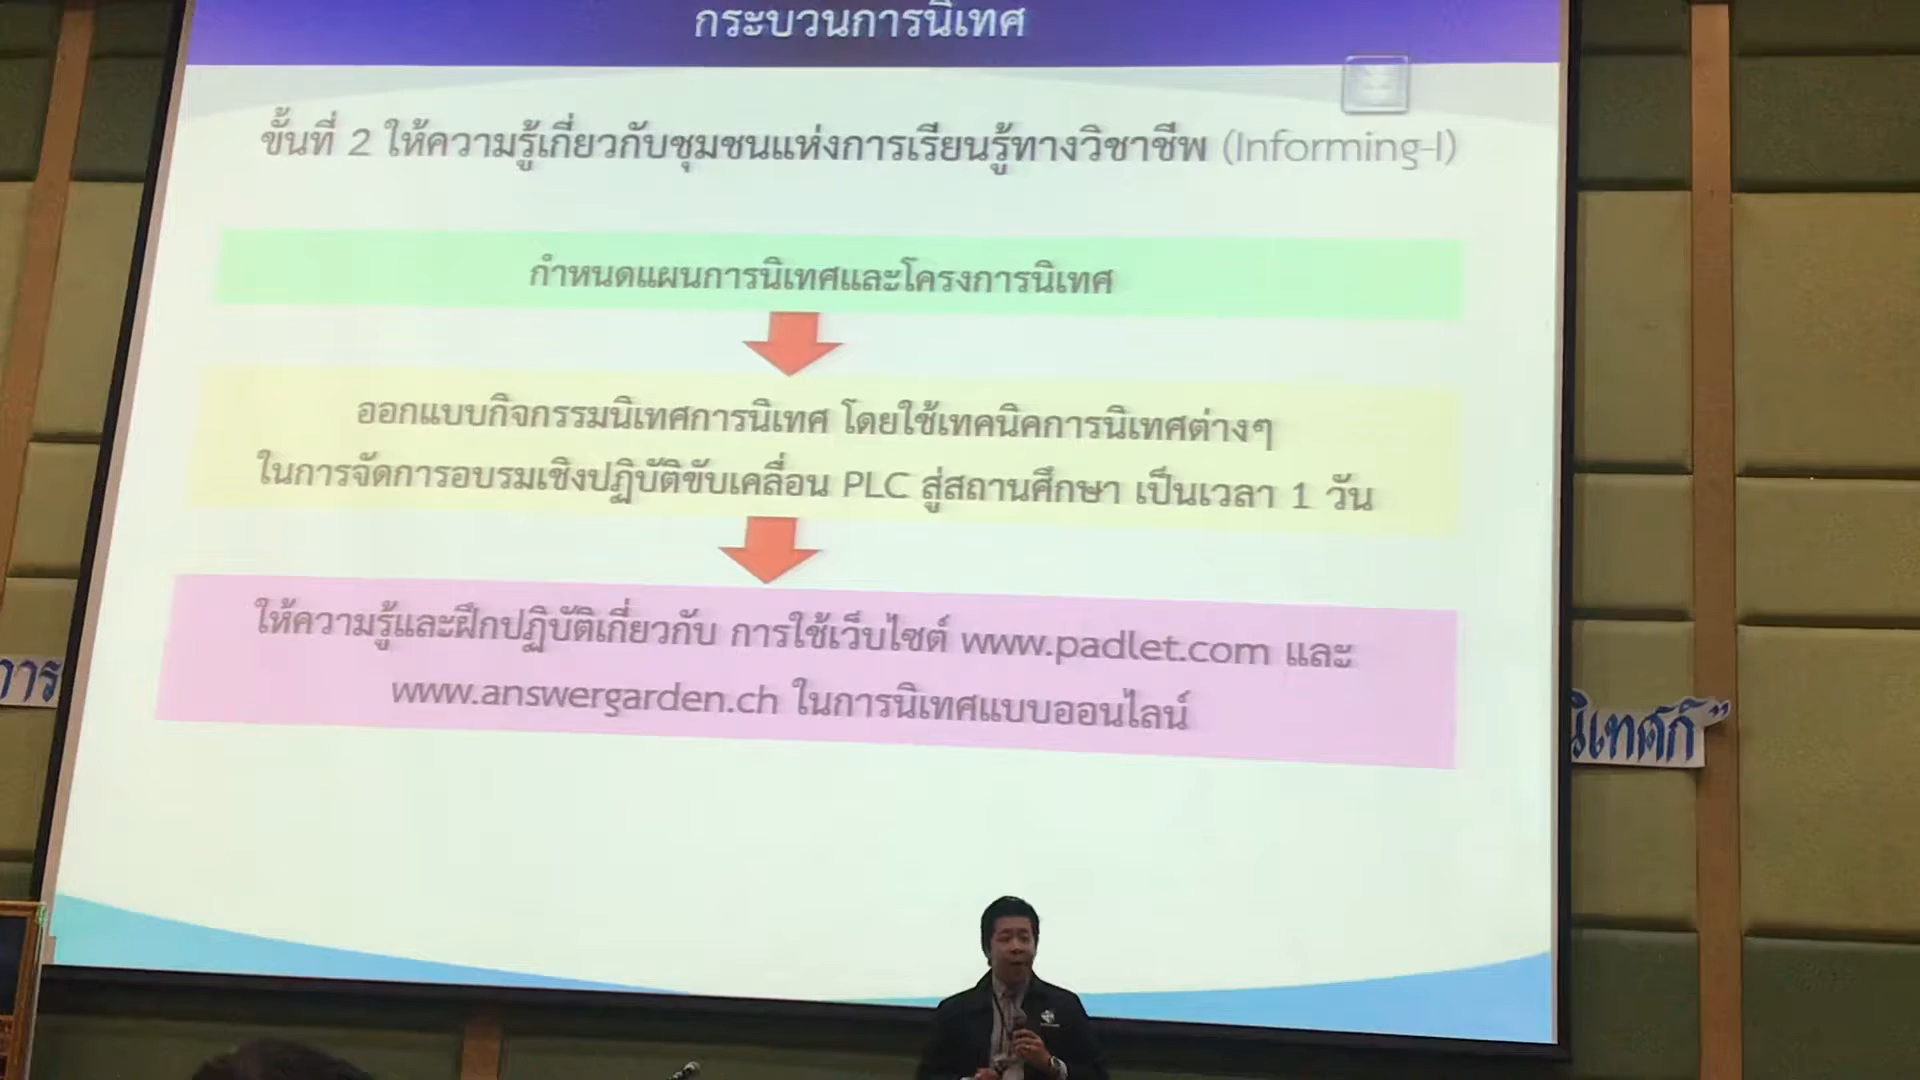 กระบวนการนิเทศ
ขั้นที่ 2 ให้ความรู้เกี่ยวกับชุมชนแห่งการเรียนรู้ทางวิชาชีพ (Informing-I)
กำหนดแผนการนิเทศและโครงการนิเทศ
ออกแบบกิจกรรมนิเทศการนิเทศ โดยใช้เทคนิคการนิเทศต่างๆ
ในการจัดการอบรมเชิงปฏิบัติขับเคลื่อน PLC สู่สถานศึกษา เป็นเวลา 1 วัน
ให้ความรู้และฝึกปฏิบัติเกี่ยวกับ การใช้เว็บไซต์ www.padlet.com และ
www.answergarden.ch ในการนิเทศแบบออนไลน์
การ
นิเทศก์”